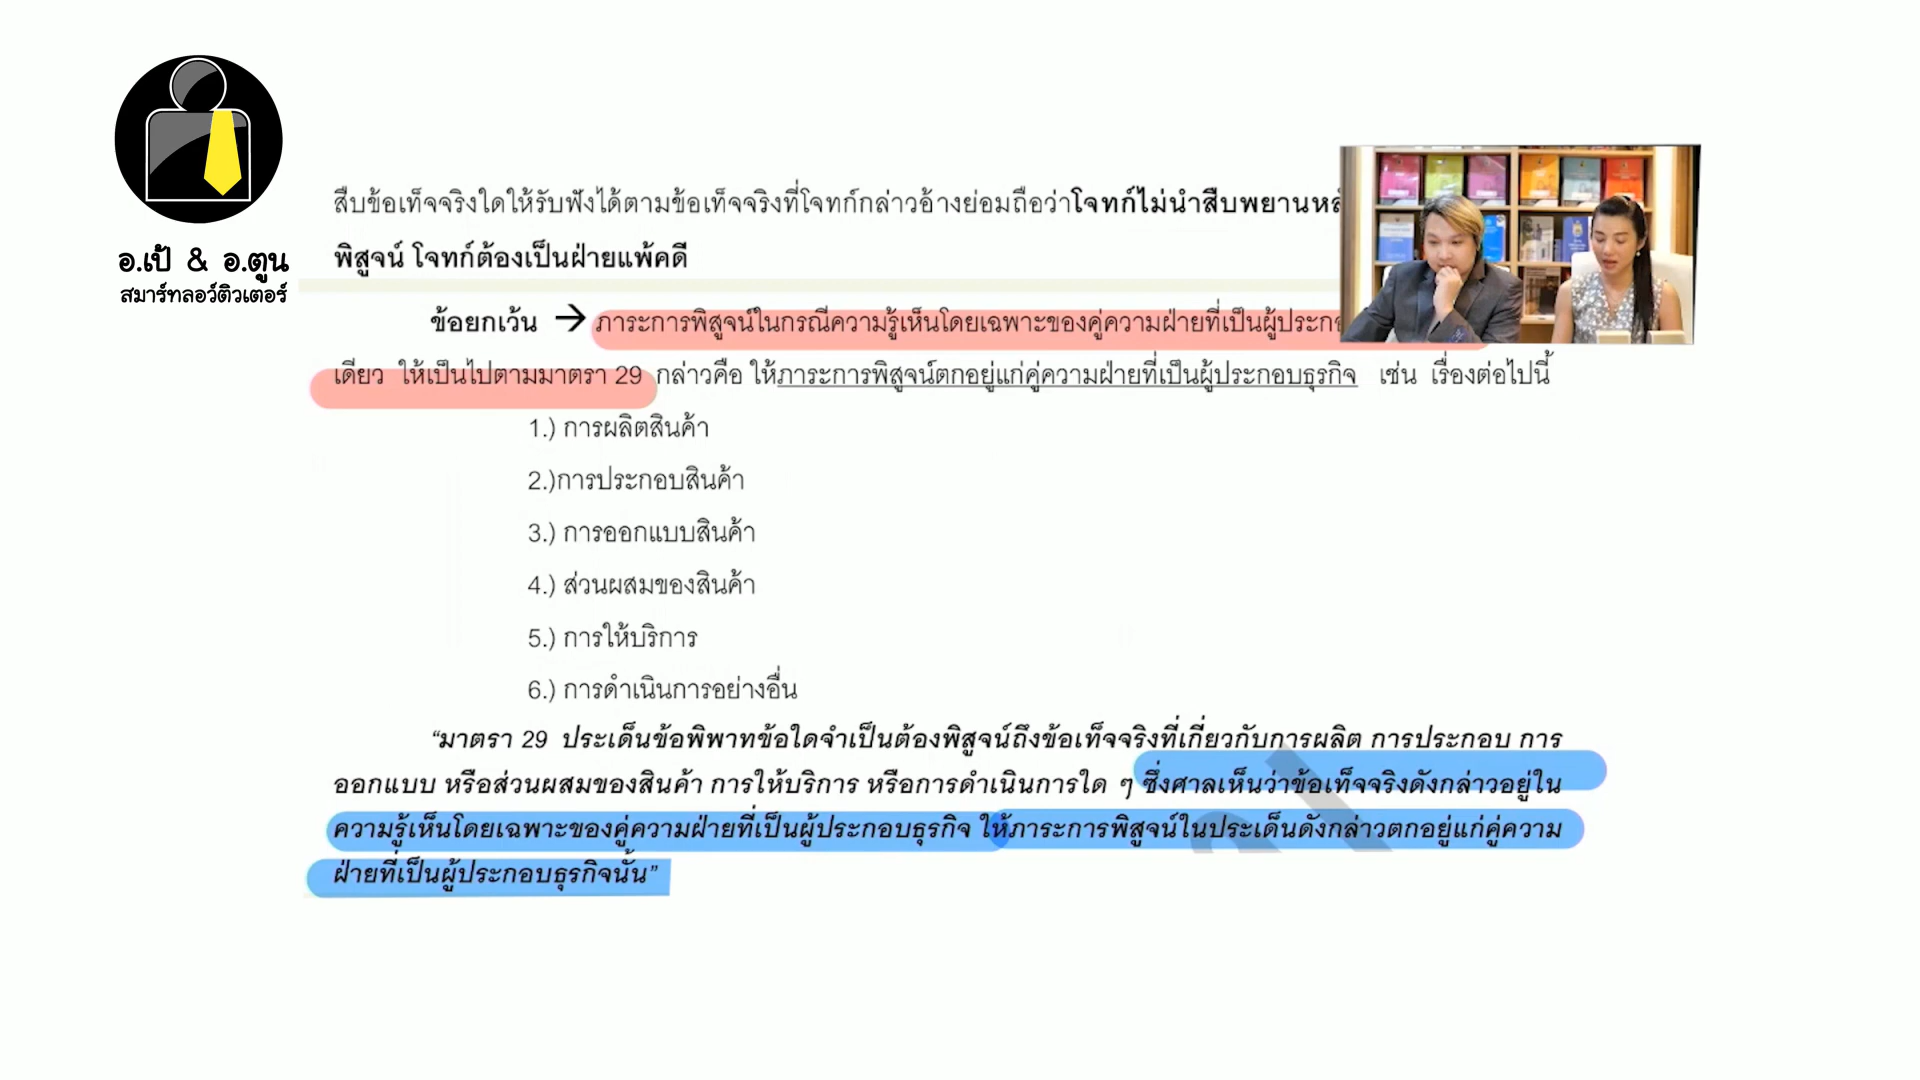 อ.เป้ & อ.ตูน
สมาร์ทลอว์ติวเตอร์
สืบข้อเท็จจริงใดให้รับฟังได้ตามข้อเท็จจริงที่โจทก์กล่าวอ้างย่อมถือว่าโจทก์ไม่นำสืบพยาน
พิสูจน์ โจทก์ต้องเป็นฝ่ายแพ้คดี
ข้อยกเว้น → ภาระการพิสูจน์ในกรณีความรู้เห็นโดยเฉพาะของคู่ความฝ่ายที่เป็น
เดียว ให้เป็นไปตามมาตรา 29 กล่าวคือ ให้ภาระการพิสูจน์ตกอยู่แก่คู่ความฝ่ายที่เป็นผู้ประกอบธุรกิจ เช่น เรื่องต่อไปนี้
1.) การผลิตสินค้า
2.)การประกอบสินค้า
3.) การออกแบบสินค้า
4.) ส่วนผสมของสินค้า
5.) การให้บริการ
6.) การดำเนินการอย่างอื่น
“มาตรา 29 ประเด็นข้อพิพาทข้อใดจำเป็นต้องพิสูจน์ถึงข้อเท็จจริงที่เกี่ยวกับการผลิต การประกอบ การ
ออกแบบ หรือส่วนผสมของสินค้า การให้บริการ หรือการดำเนินการใด ๆ ซึ่งศาลเห็นว่าข้อเท็จจริงดังกล่าวอยู่ใน
ความรู้เห็นโดยเฉพาะของคู่ความฝ่ายที่เป็นผู้ประกอบธุรกิจ ให้ภาระการพิสูจน์ในประเด็นดังกล่าวตกอยู่แก่คู่ความ
ฝ่ายที่เป็นผู้ประกอบธุรกิจนั้น”